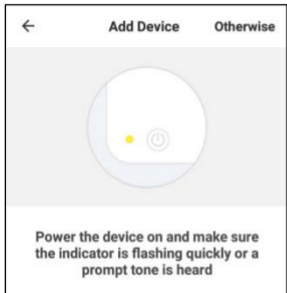 Add Device Otherwise
Power the device on and make sure
the indicator is flashing quickly or a
prompt tone is heard